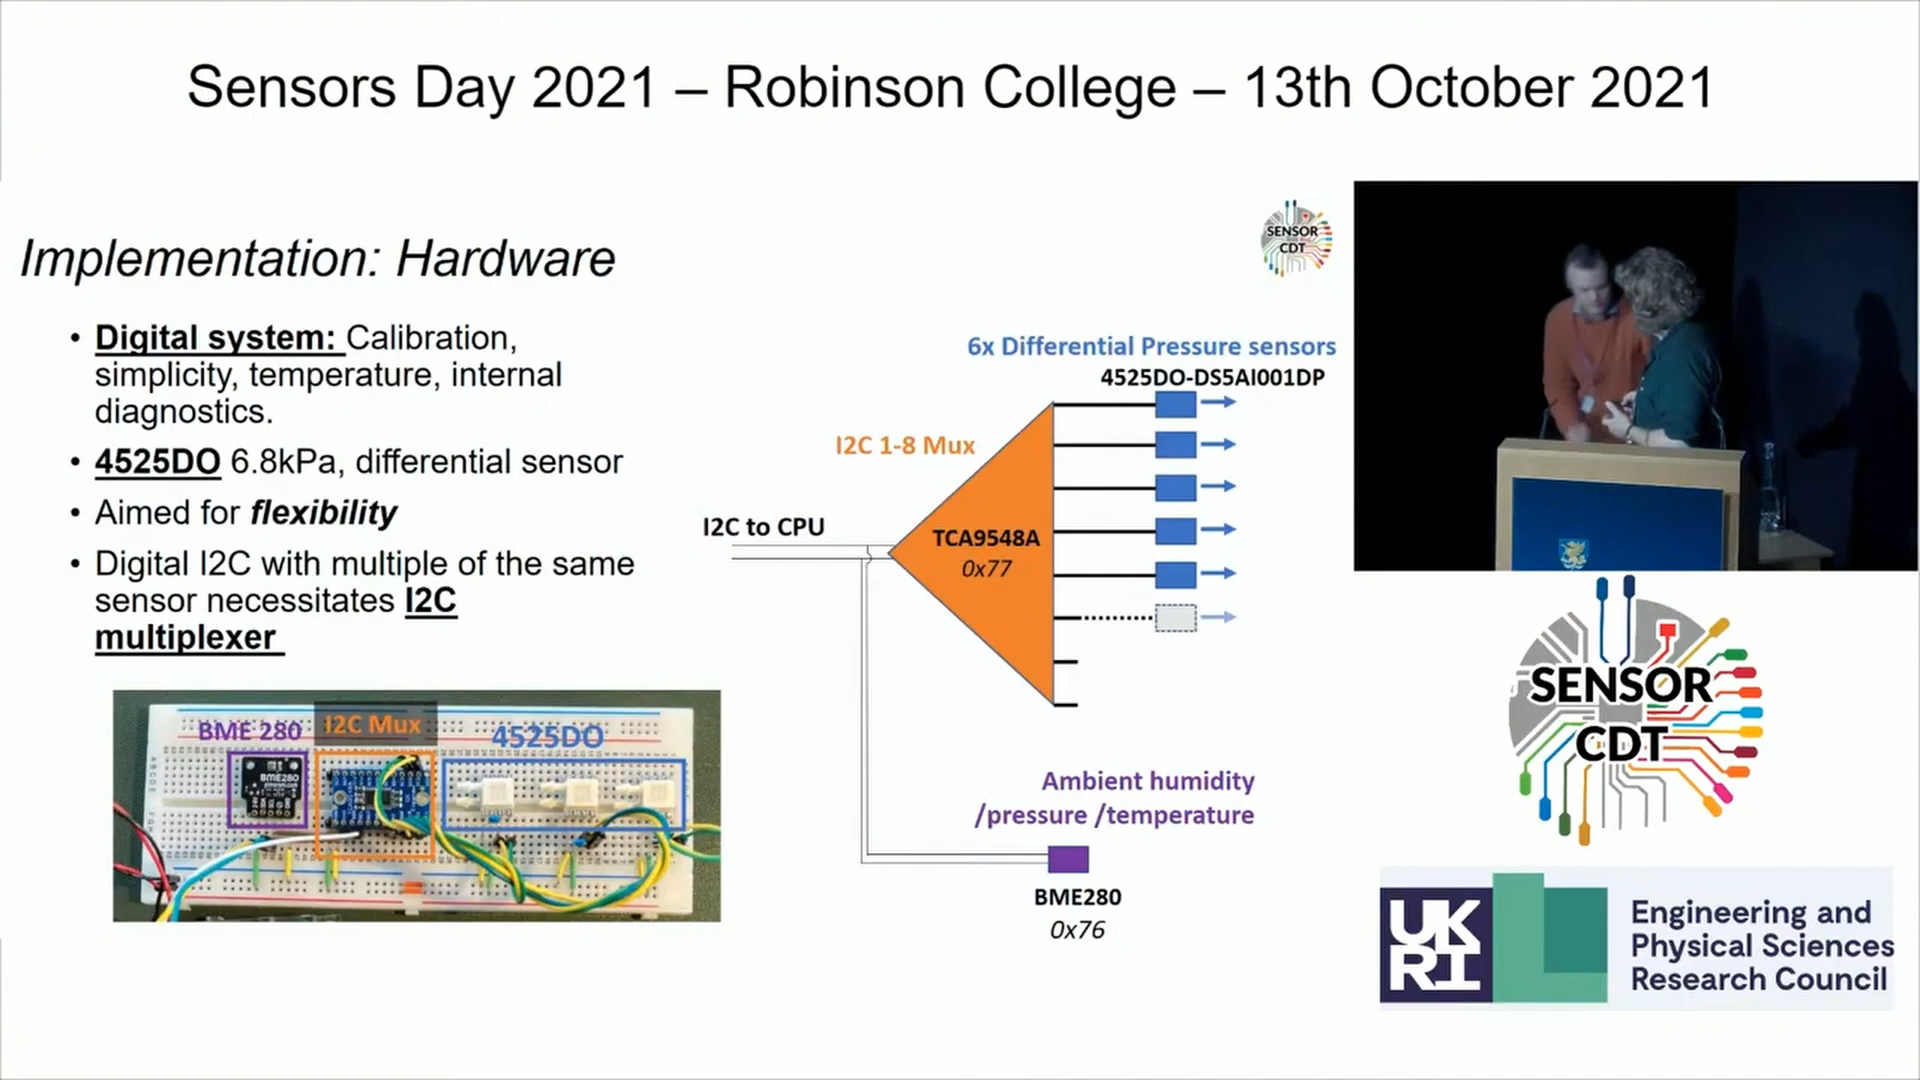 Sensors Day 2021 – Robinson College – 13th October 2021
Implementation: Hardware
SENSOR
CDT
• Digital system: Calibration,
simplicity, temperature, internal
diagnostics.
• 4525DO 6.8kPa, differential sensor
• Aimed for flexibility
• Digital I2C with multiple of the same
sensor necessitates I2C
multiplexer
6x Differential Pressure sensors
4525DO-DS5AI001DP
I2C 1-8 Mux
I2C to CPU
TCA9548A
0x77
Ambient humidity
/pressure /temperature
BME280
0x76
BME 280
I2C Mux
4525DO
BME280
SENSOR
CDT
UK
RI
Engineering and
Physical Sciences
Research Council